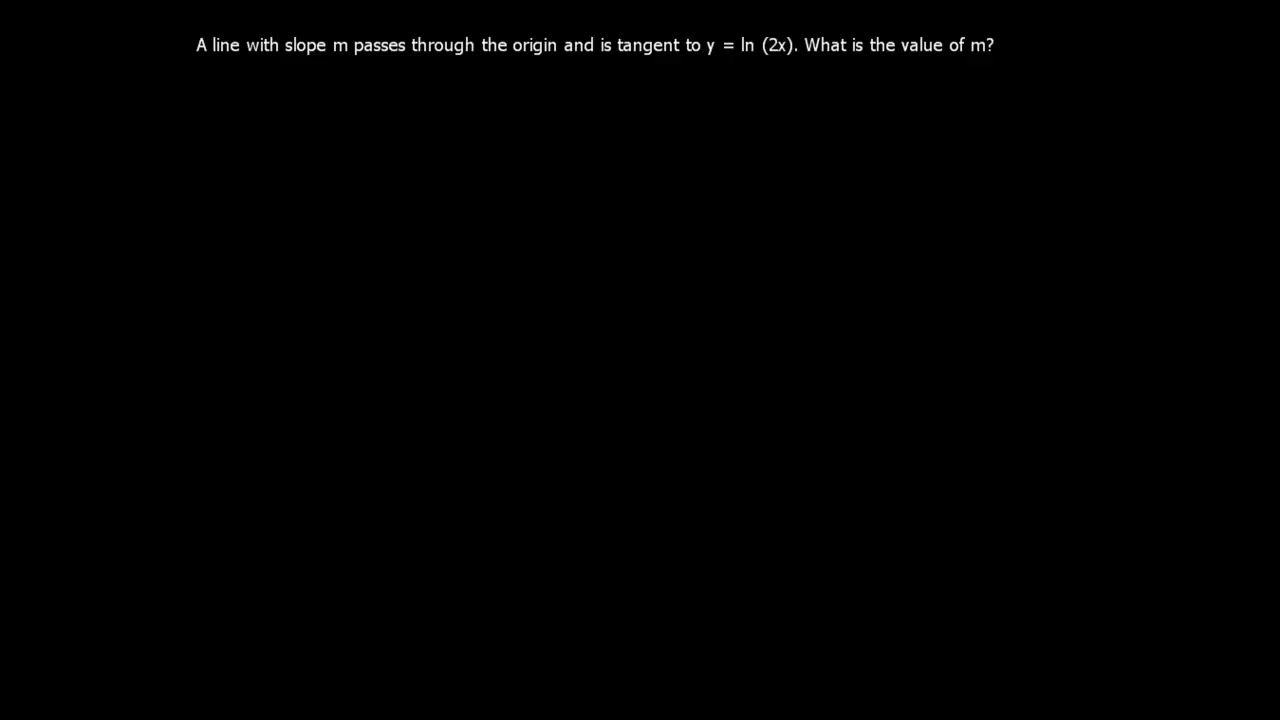 A line with slope m passes through the origin and is tangent to y = ln (2x). What is the value of m?